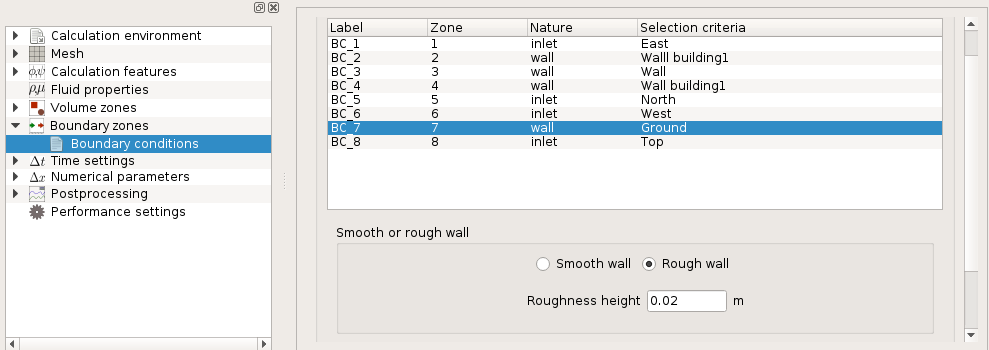 Calculation environment
Mesh
φ,ψ Calculation features
ρ,μ Fluid properties
Volume zones
Boundary zones
Boundary conditions
Δt Time settings
Δx Numerical parameters
Postprocessing
Performance settings
Label Zone Nature Selection criteria
BC_1 1 inlet East
BC_2 2 wall Walll building1
BC_3 3 wall Wall
BC_4 4 wall Wall building1
BC_5 5 inlet North
BC_6 6 inlet West
BC_7 7 wall Ground
BC_8 8 inlet Top
Smooth or rough wall
Smooth wall Rough wall
Roughness height 0.02 m